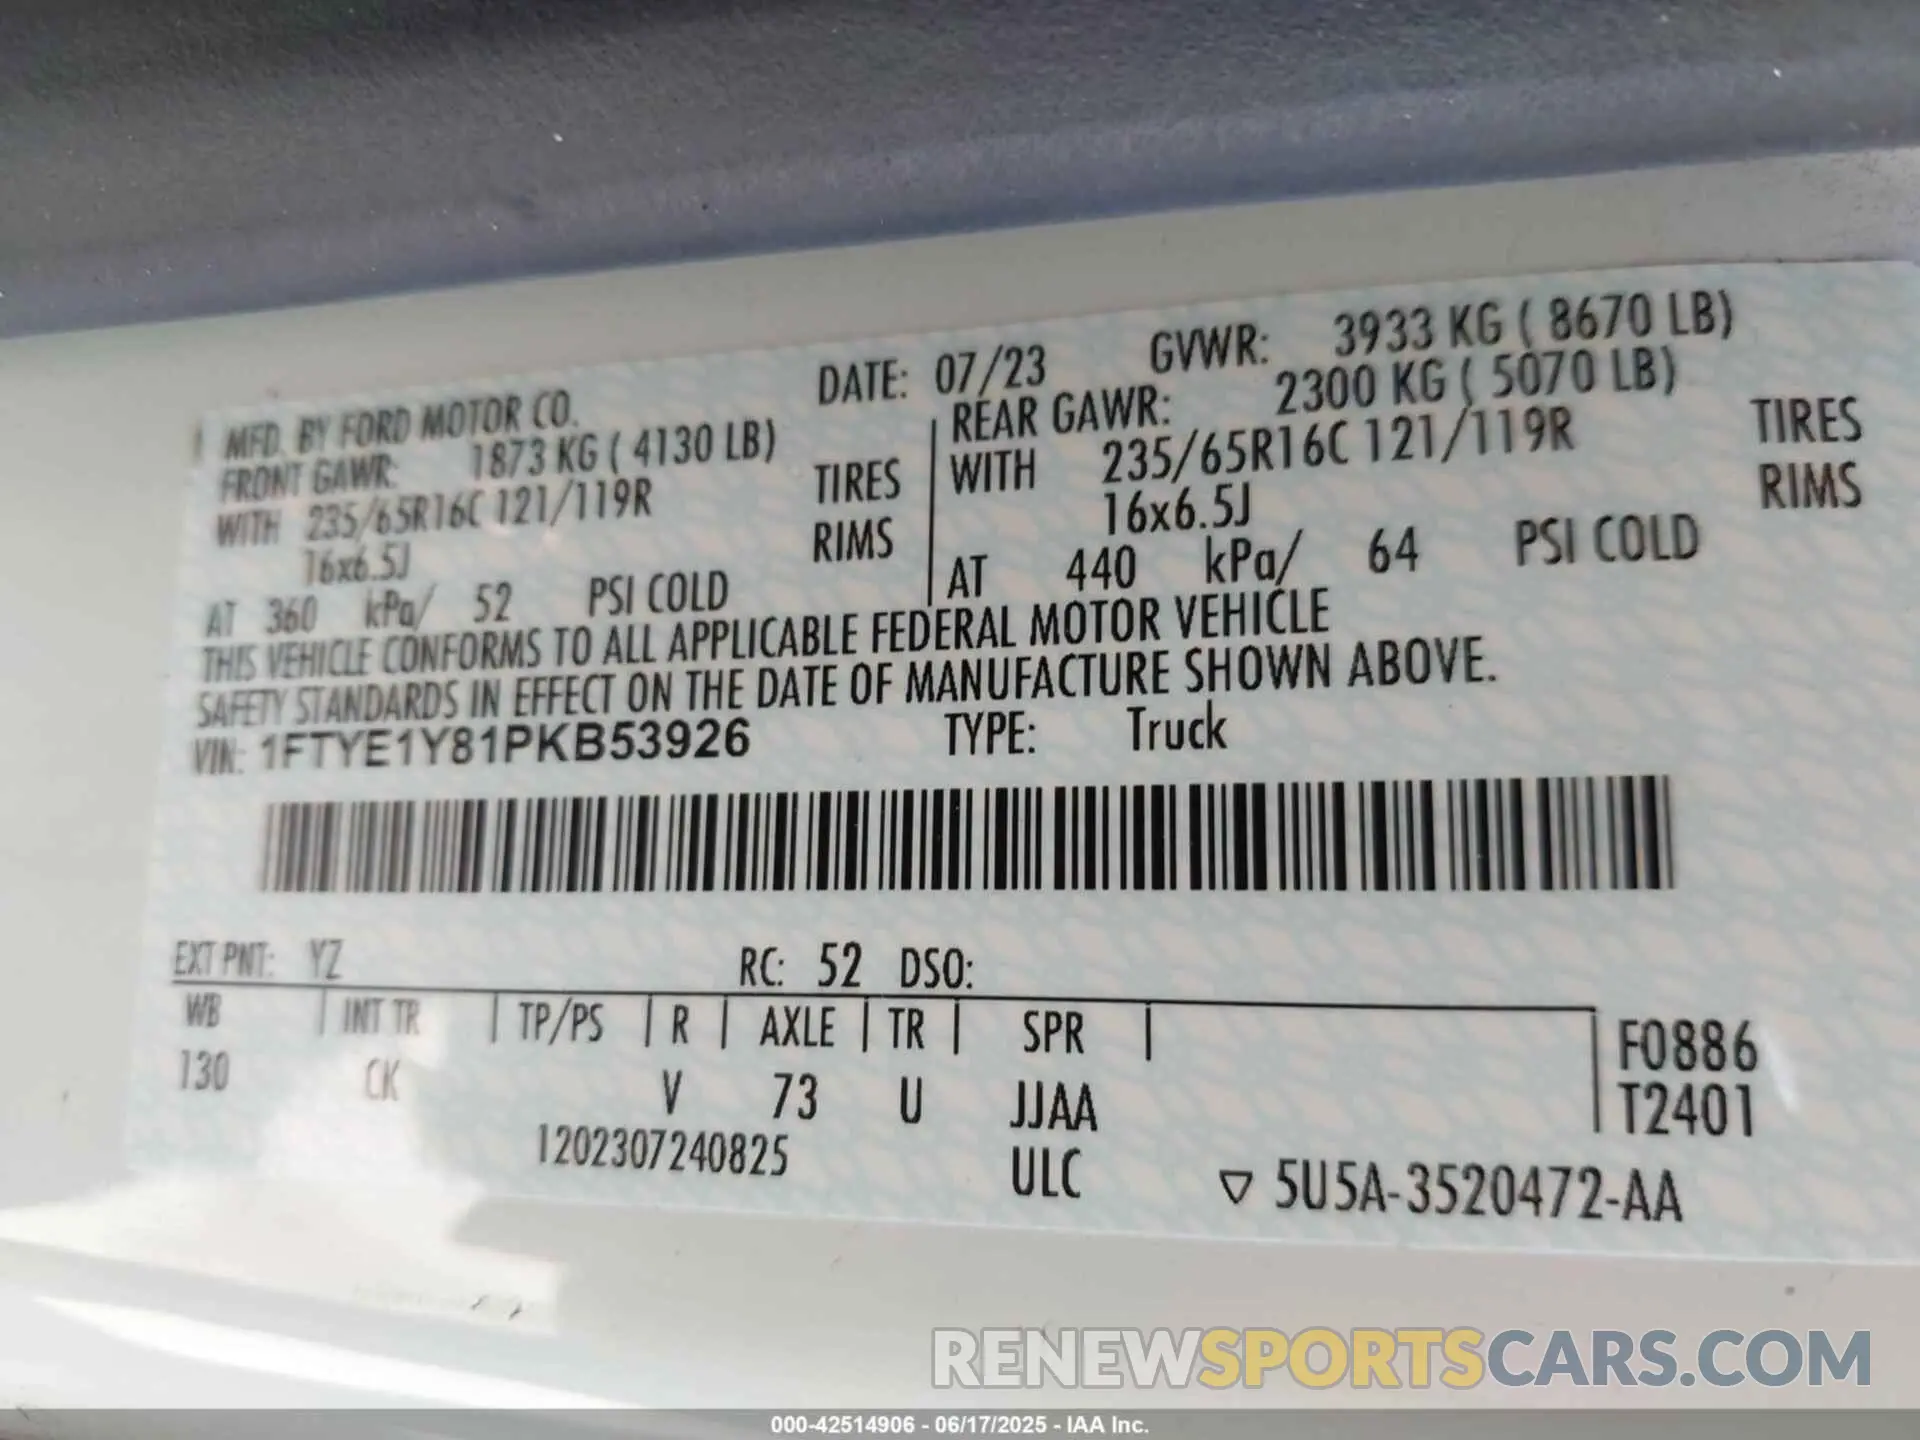 MFD. BY FORD MOTOR CO. DATE: 07/23 GVWR: 3933 KG ( 8670 LB)
FRONT GAWR: 1873 KG ( 4130 LB) REAR GAWR: 2300 KG ( 5070 LB)
WITH 235/65R16C 121/119R TIRES WITH 235/65R16C 121/119R TIRES
16x6.5J RIMS 16x6.5J RIMS
AT 360 kPa/ 52 PSI COLD AT 440 kPa/ 64 PSI COLD
THIS VEHICLE CONFORMS TO ALL APPLICABLE FEDERAL MOTOR VEHICLE
SAFETY STANDARDS IN EFFECT ON THE DATE OF MANUFACTURE SHOWN ABOVE.
VIN: 1FTYE1Y81PKB53926 TYPE: Truck
EXT PNT: YZ RC: 52 DSO:
WB | INT TR | TP/PS | R | AXLE | TR | SPR | F0886
130 CK V 73 U JJAA T2401
1202307240825 ULC ▽ 5U5A-3520472-AA
RENEWSPORTSCARS.COM
000-42514906 - 06/17/2025 - IAA Inc.